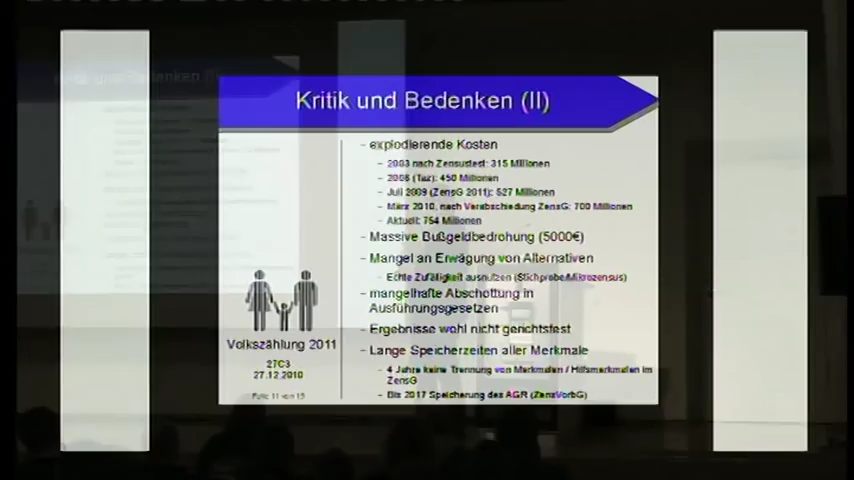 Kritik und Bedenken (II)
– explodierende Kosten
– 2003 nach Zensustest: 315 Millionen
– 2008 (Taz): 450 Millionen
– Juli 2009 (ZensG 2011): 527 Millionen
– März 2010, nach Verabschiedung ZensG: 700 Millionen
– Aktuell: 754 Millionen
– Massive Bußgeldbedrohung (5000€)
– Mangel an Erwägung von Alternativen
– Echte Zufälligkeit ausnutzen (Stichprobe/Mikrozensus)
– mangelhafte Abschottung in
Ausführungsgesetzen
– Ergebnisse wohl nicht gerichtsfest
– Lange Speicherzeiten aller Merkmale
– 4 Jahre keine Trennung von Merkmalen / Hilfsmerkmalen im
ZensG
– Bis 2017 Speicherung des AGR (ZensVorbG)
Volkszählung 2011
27C3
27.12.2010
Folie 11 von 15